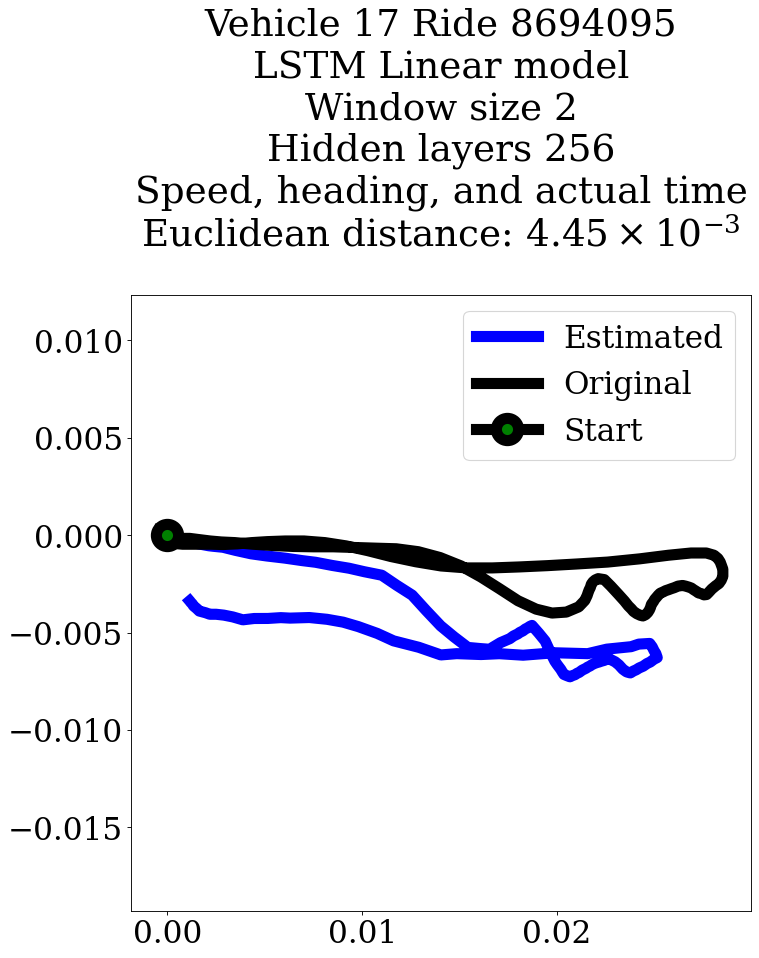 Vehicle 17 Ride 8694095
LSTM Linear model
Window size 2
Hidden layers 256
Speed, heading, and actual time
Euclidean distance: 4.45 × 10⁻³
Estimated
Original
Start
0.010
0.005
0.000
−0.005
−0.010
−0.015
0.00 0.01 0.02